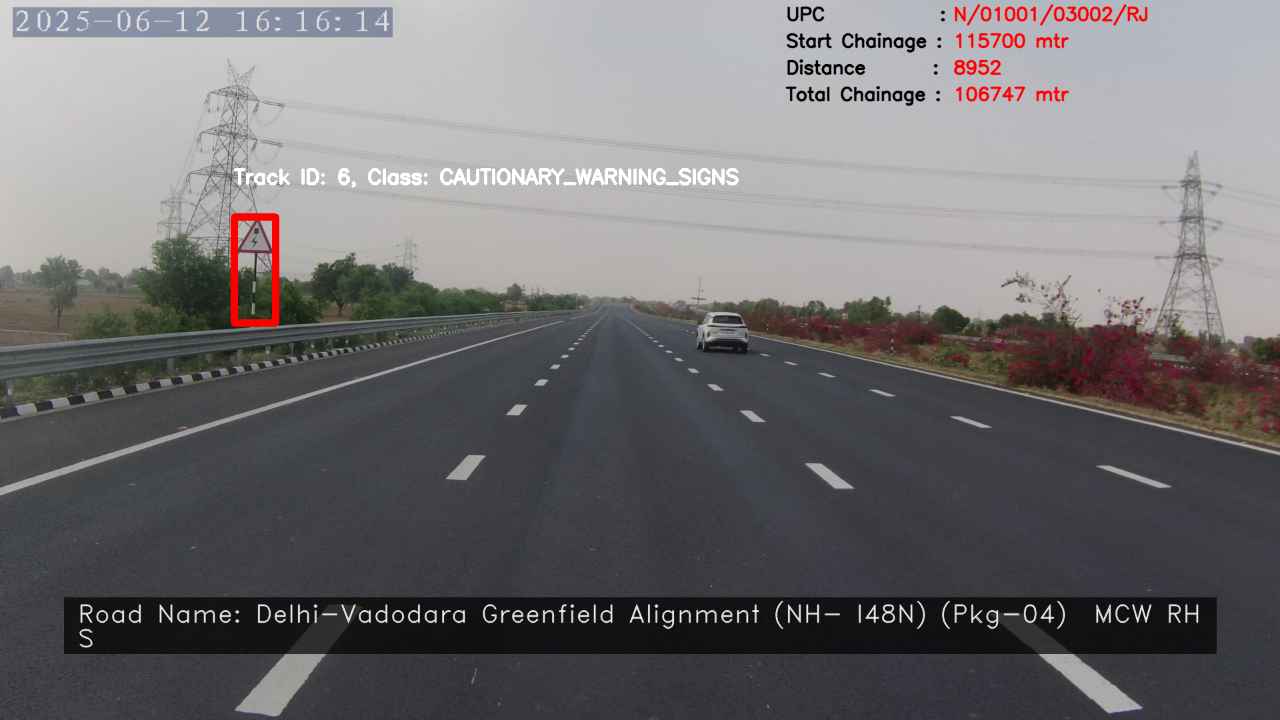 2025-06-12 16:16:14
UPC : N/01001/03002/RJ
Start Chainage : 115700 mtr
Distance : 8952
Total Chainage : 106747 mtr
Track ID: 6, Class: CAUTIONARY_WARNING_SIGNS
Road Name: Delhi-Vadodara Greenfield Alignment (NH- 148N) (Pkg-04) MCW RH
S